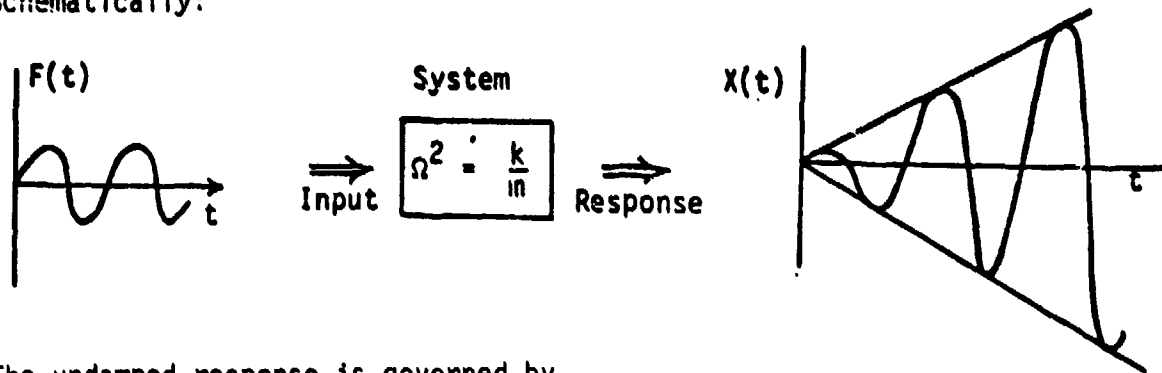 Schematically:
F(t)
System
X(t)
Ω² = k/m
Input
Response
t
t
The undamped response is governed by